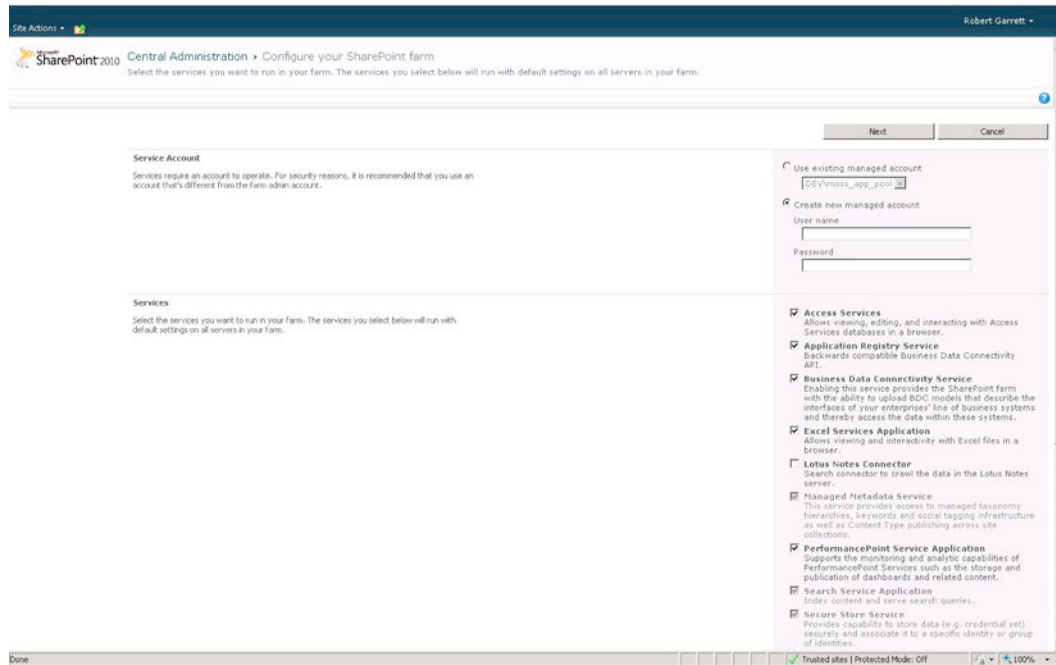 Robert Garrett
Site Actions
Microsoft
SharePoint 2010
Central Administration › Configure your SharePoint farm
Select the services you want to run in your farm. The services you select below will run with default settings on all servers in your farm.
Next Cancel
Service Account
Services require an account to operate. For security reasons, it is recommended that you use an
account that's different from the farm admin account.
Use existing managed account
DEV\moss_app_pool
Create new managed account
User name
Password
Services
Select the services you want to run in your farm. The services you select below will run with
default settings on all servers in your farm.
Access Services
Allows viewing, editing, and interacting with Access
Services databases in a browser.
Application Registry Service
Backwards compatible Business Data Connectivity
API.
Business Data Connectivity Service
Enabling this service provides the SharePoint farm
with the ability to upload BDC models that describe the
interfaces of your enterprises' line of business systems
and thereby access the data within these systems.
Excel Services Application
Allows viewing and interactivity with Excel files in a
browser.
Lotus Notes Connector
Search connector to crawl the data in the Lotus Notes
server.
Managed Metadata Service
This service provides access to managed taxonomy
hierarchies, keywords and social tagging infrastructure
as well as Content Type publishing across site
collections.
PerformancePoint Service Application
Supports the monitoring and analytic capabilities of
PerformancePoint Services such as the storage and
publication of dashboards and related content.
Search Service Application
Index content and serve search queries.
Secure Store Service
Provides capability to store data (e.g. credential set)
securely and associate it to a specific identity or group
of identities.
Done Trusted sites | Protected Mode: Off 100%